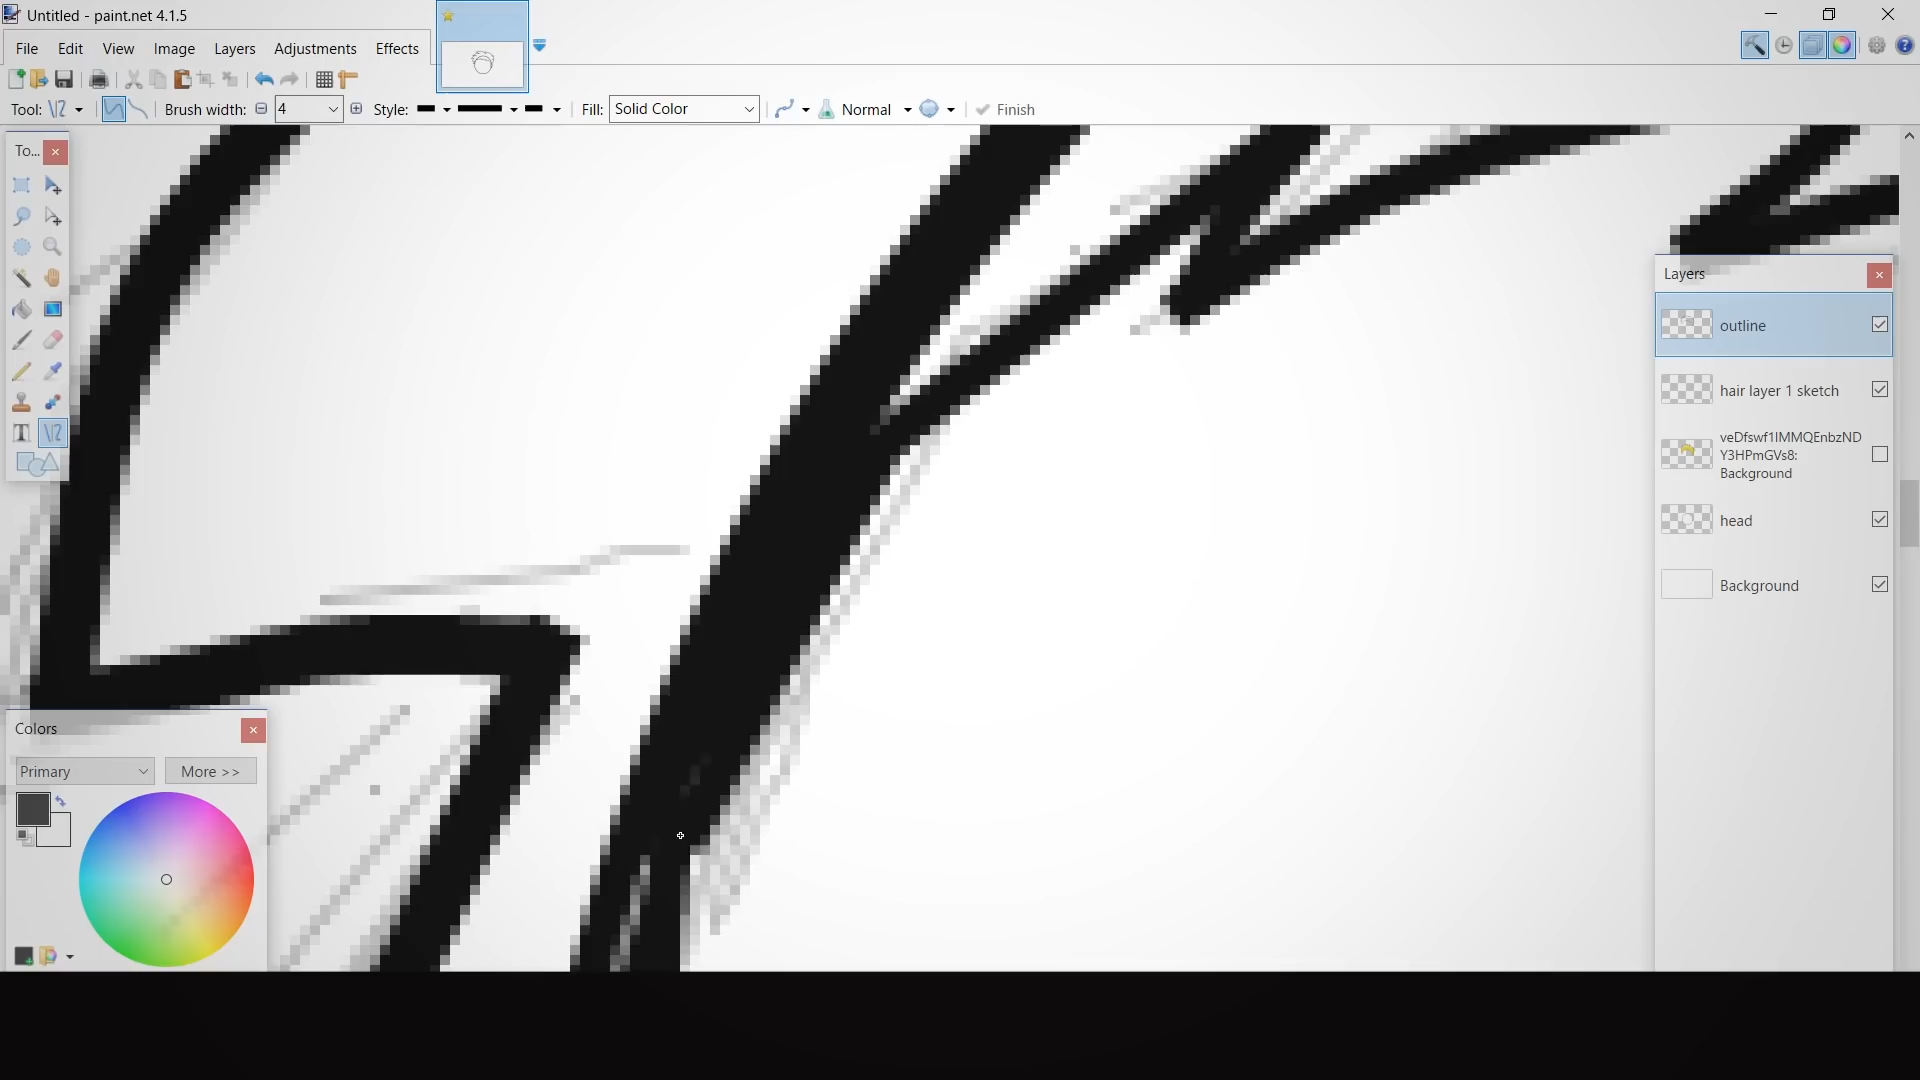 Untitled - paint.net 4.1.5
File Edit View Image Layers Adjustments Effects
Tool: Brush width: 4 Style: Fill: Solid Color Normal Finish
To...
T
Layers
outline
hair layer 1 sketch
veDfswf1IMMQEnbzND
Y3HPmGVs8:
Background
head
Background
Colors
Primary
More >>